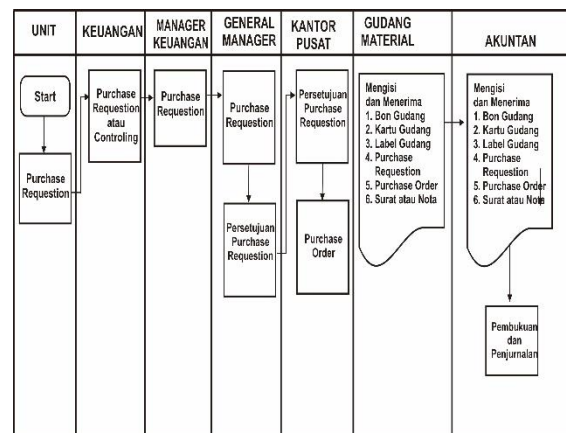 UNIT
KEUANGAN
MANAGER
KEUANGAN
GENERAL
MANAGER
KANTOR
PUSAT
GUDANG
MATERIAL
AKUNTAN
Start
Purchase
Requestion
Purchase
Requestion
atau
Controling
Purchase
Requestion
Purchase
Requestion
Persetujuan
Purchase
Requestion
Persetujuan
Purchase
Requestion
Purchase
Order
Mengisi
dan Menerima
1. Bon Gudang
2. Kartu Gudang
3. Label Gudang
4. Purchase
Requestion
5. Purchase Order
6. Surat atau Nota
Mengisi
dan Menerima
1. Bon Gudang
2. Kartu Gudang
3. Label Gudang
4. Purchase
Requestion
5. Purchase Order
6. Surat atau Nota
Pembukuan
dan
Penjurnalan